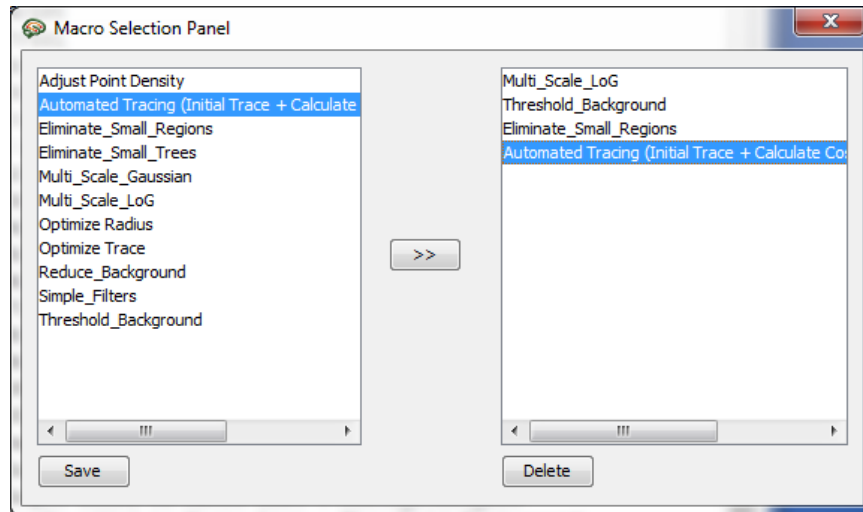 Macro Selection Panel
Adjust Point Density
Automated Tracing (Initial Trace + Calculate
Eliminate_Small_Regions
Eliminate_Small_Trees
Multi_Scale_Gaussian
Multi_Scale_LoG
Optimize Radius
Optimize Trace
Reduce_Background
Simple_Filters
Threshold_Background
Save
>>
Multi_Scale_LoG
Threshold_Background
Eliminate_Small_Regions
Automated Tracing (Initial Trace + Calculate Co
Delete